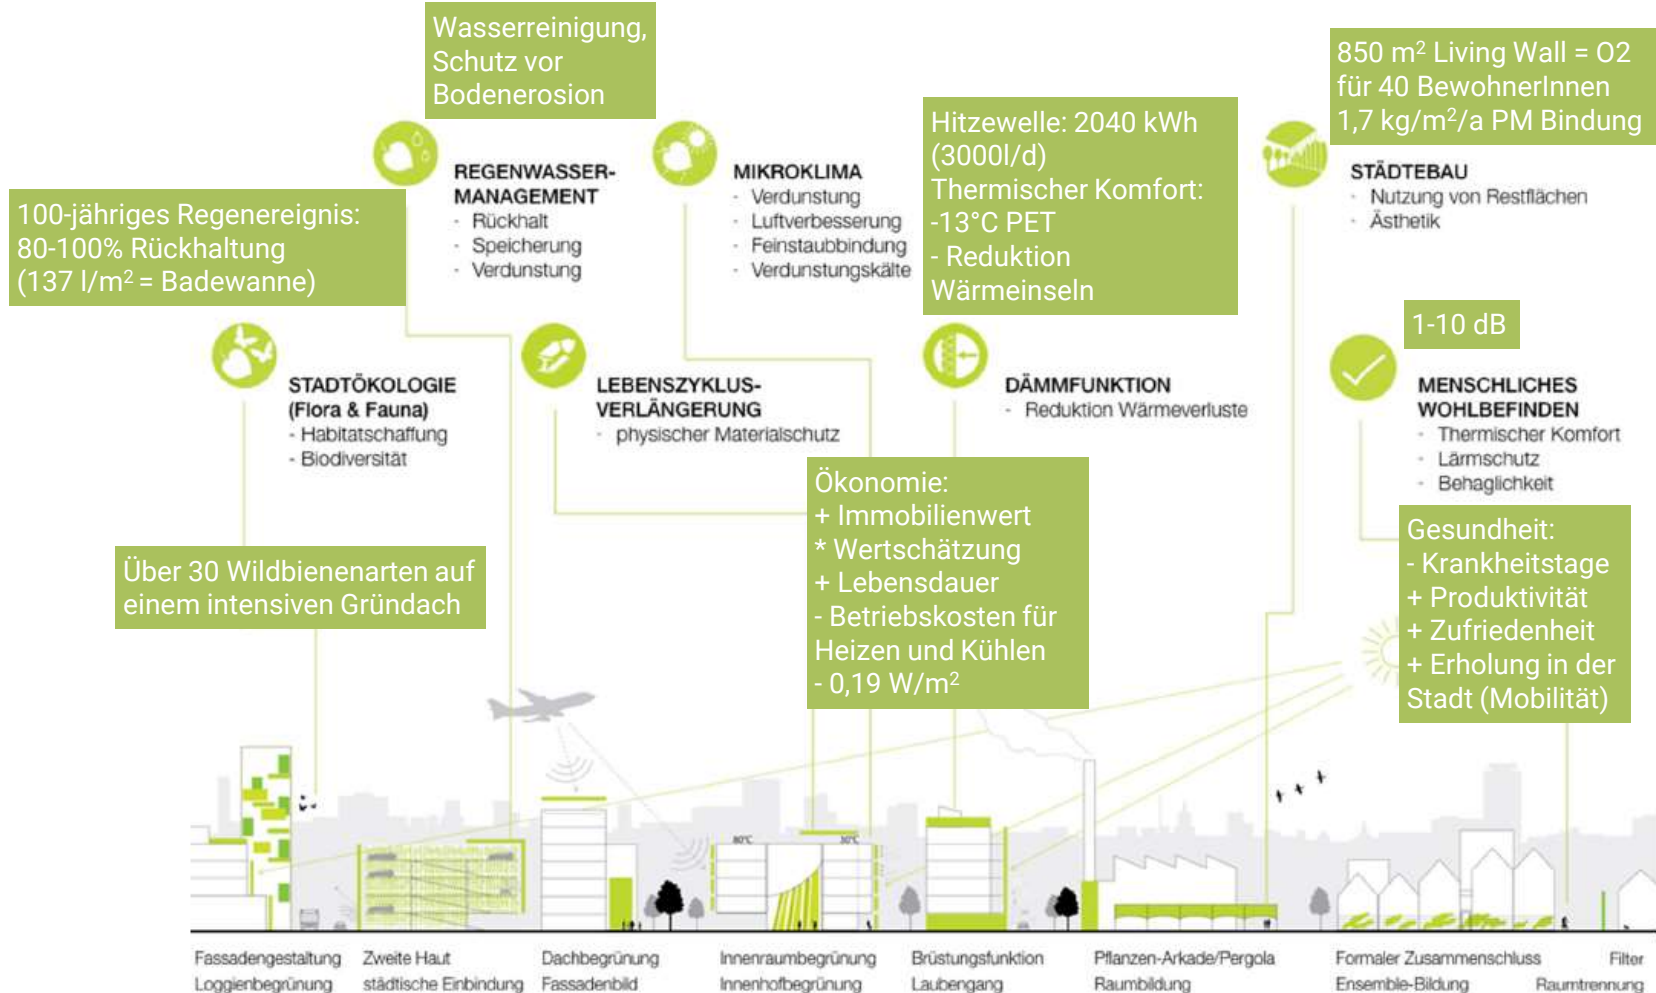 Wasserreinigung,
Schutz vor
Bodenerosion
850 m² Living Wall = O2
für 40 BewohnerInnen
1,7 kg/m²/a PM Bindung
Hitzewelle: 2040 kWh
(3000l/d)
Thermischer Komfort:
-13°C PET
- Reduktion
Wärmeinseln
REGENWASSER-
MANAGEMENT
- Rückhalt
- Speicherung
- Verdunstung
MIKROKLIMA
- Verdunstung
- Luftverbesserung
- Feinstaubbindung
- Verdunstungskälte
STÄDTEBAU
- Nutzung von Restflächen
- Ästhetik
100-jähriges Regenereignis:
80-100% Rückhaltung
(137 l/m² = Badewanne)
1-10 dB
STADTÖKOLOGIE
(Flora & Fauna)
- Habitatschaffung
- Biodiversität
LEBENSZYKLUS-
VERLÄNGERUNG
- physischer Materialschutz
DÄMMFUNKTION
- Reduktion Wärmeverluste
MENSCHLICHES
WOHLBEFINDEN
- Thermischer Komfort
- Lärmschutz
- Behaglichkeit
Ökonomie:
+ Immobilienwert
* Wertschätzung
+ Lebensdauer
- Betriebskosten für
Heizen und Kühlen
- 0,19 W/m²
Gesundheit:
- Krankheitstage
+ Produktivität
+ Zufriedenheit
+ Erholung in der
Stadt (Mobilität)
Über 30 Wildbienenarten auf
einem intensiven Gründach
80°C
30°C
Fassadengestaltung
Loggienbegrünung
Zweite Haut
städtische Einbindung
Dachbegrünung
Fassadenbild
Innenraumbegrünung
Innenhofbegrünung
Brüstungsfunktion
Laubengang
Pflanzen-Arkade/Pergola
Raumbildung
Formaler Zusammenschluss
Ensemble-Bildung
Filter
Raumtrennung